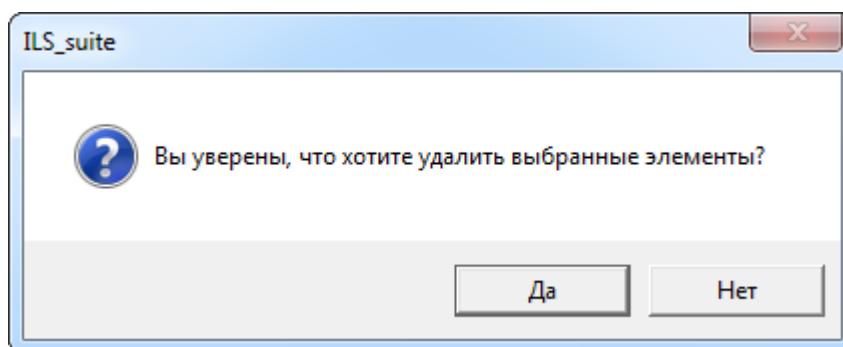 ILS_suite
Вы уверены, что хотите удалить выбранные элементы?
Да
Нет